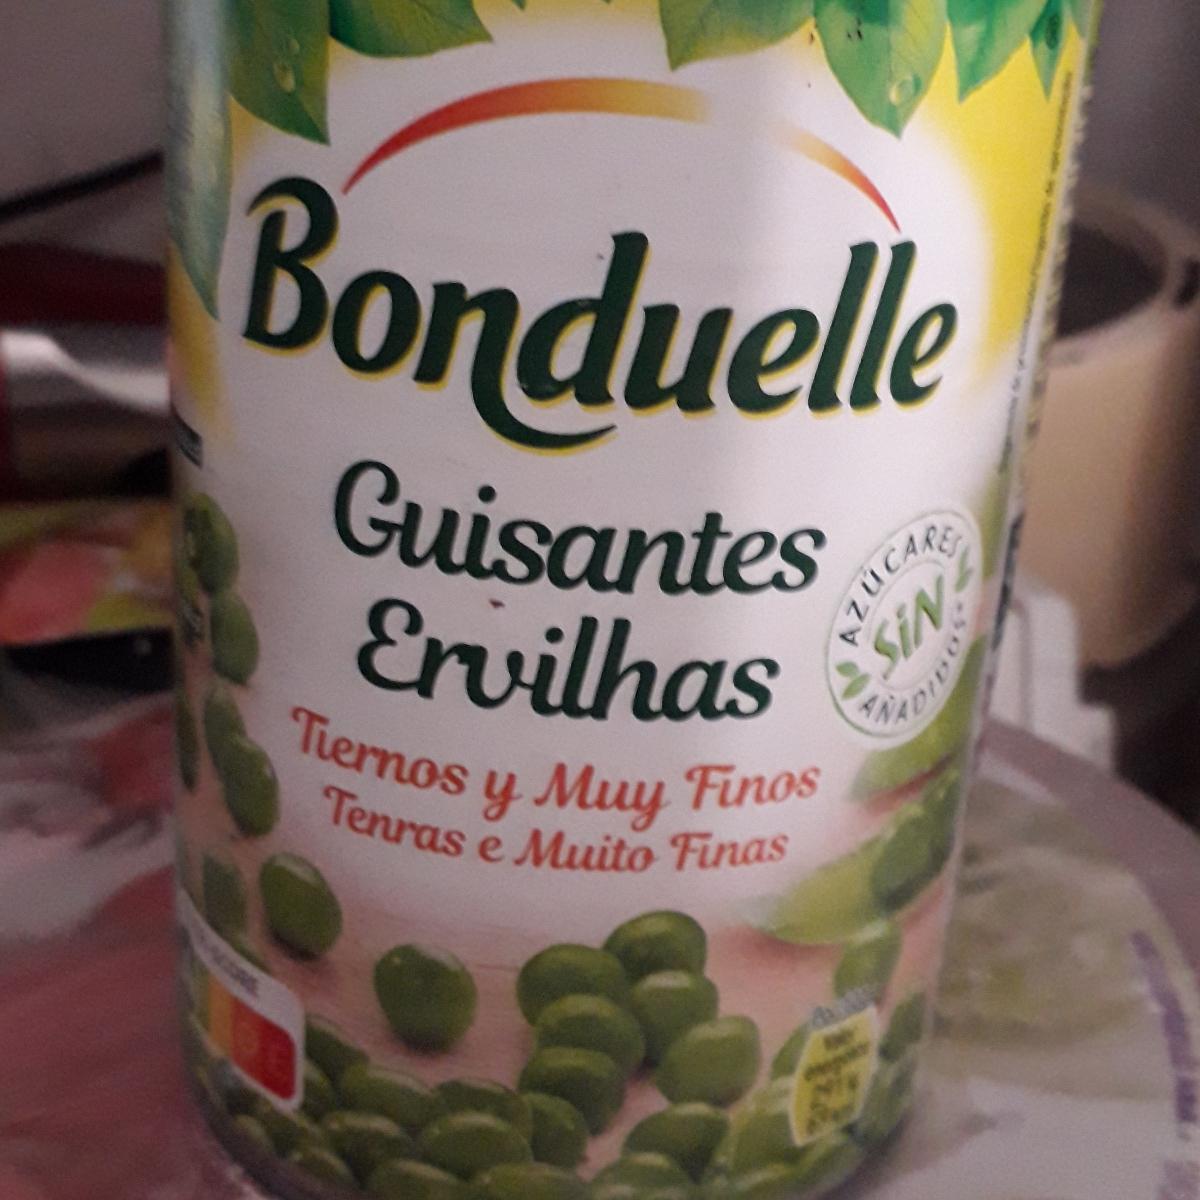 Bonduelle
Guisantes
Ervilhas
AZÚCARES
SiN
AÑADIDOS
Tiernos y Muy Finos
Tenras e Muito Finas